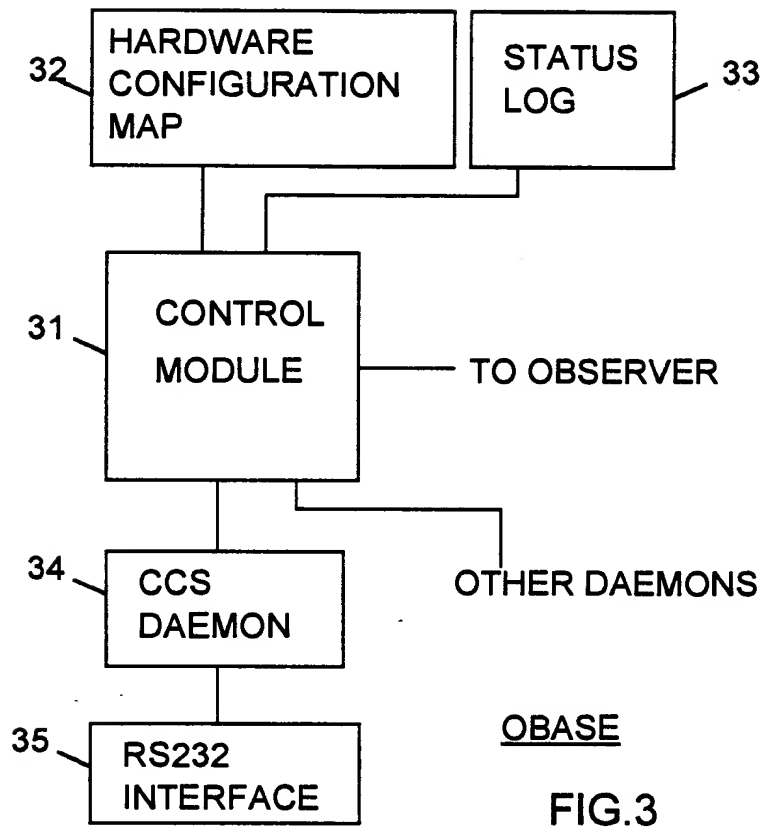 32
HARDWARE
CONFIGURATION
MAP
STATUS
LOG
33
31
CONTROL
MODULE
TO OBSERVER
34
CCS
DAEMON
OTHER DAEMONS
35
RS232
INTERFACE
OBASE
FIG.3